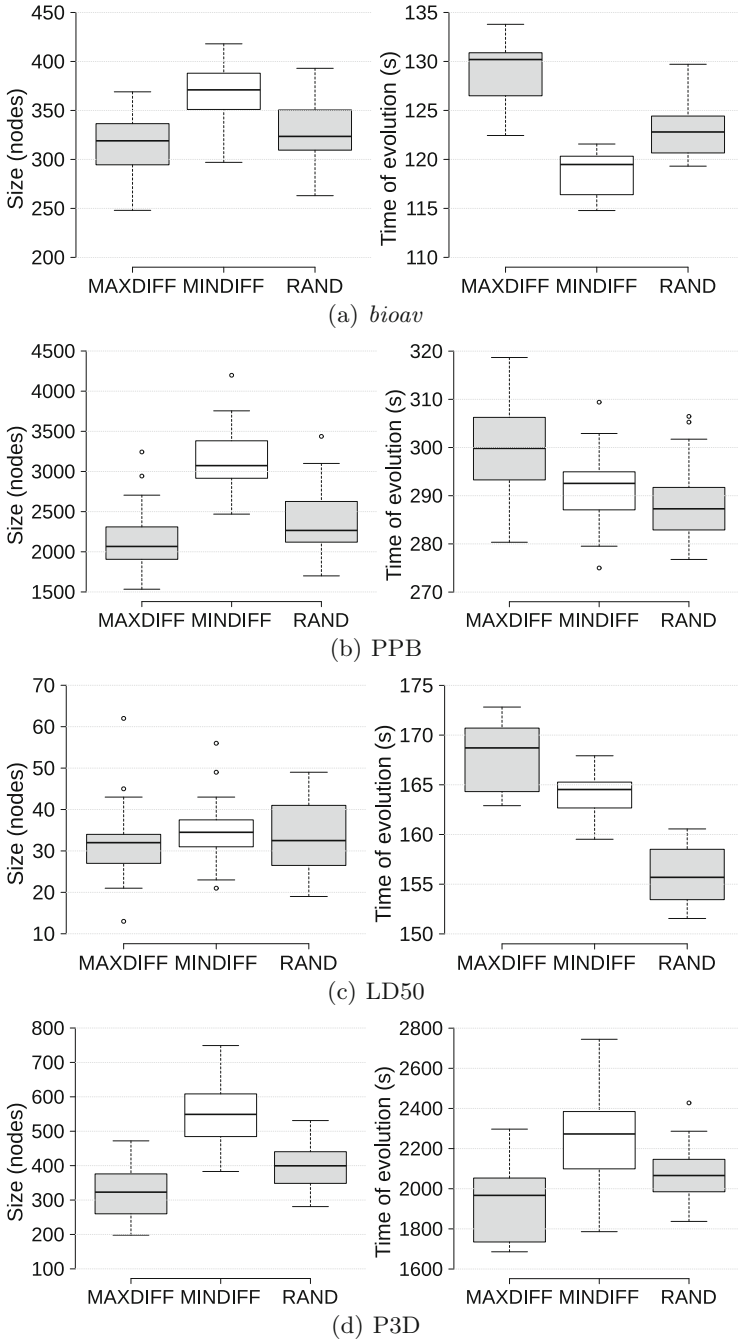 Size (nodes)
450
400
350
300
250
200
MAXDIFF MINDIFF RAND
Time of evolution (s)
135
130
125
120
115
110
MAXDIFF MINDIFF RAND
(a) bioav
Size (nodes)
4500
4000
3500
3000
2500
2000
1500
MAXDIFF MINDIFF RAND
Time of evolution (s)
320
310
300
290
280
270
MAXDIFF MINDIFF RAND
(b) PPB
Size (nodes)
70
60
50
40
30
20
10
MAXDIFF MINDIFF RAND
Time of evolution (s)
175
170
165
160
155
150
MAXDIFF MINDIFF RAND
(c) LD50
Size (nodes)
800
700
600
500
400
300
200
100
MAXDIFF MINDIFF RAND
Time of evolution (s)
2800
2600
2400
2200
2000
1800
1600
MAXDIFF MINDIFF RAND
(d) P3D